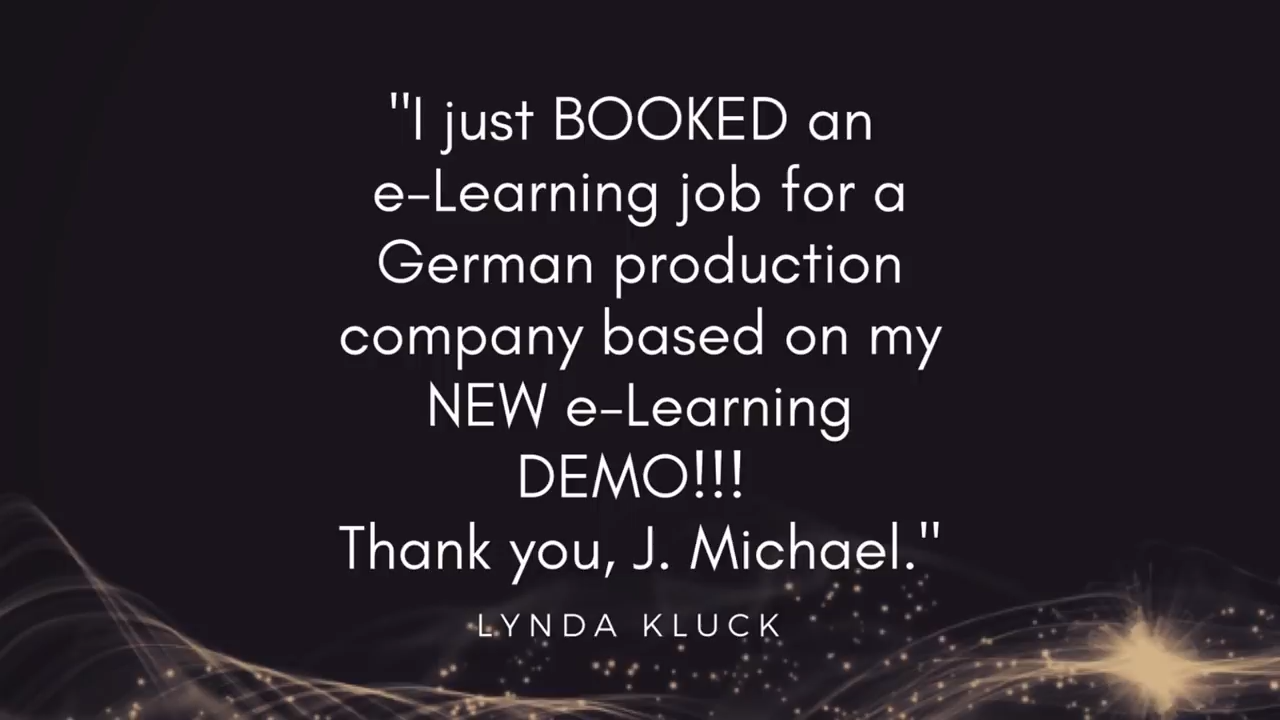 "I just BOOKED an
e-Learning job for a
German production
company based on my
NEW e-Learning
DEMO!!!
Thank you, J. Michael."
LYNDA KLUCK